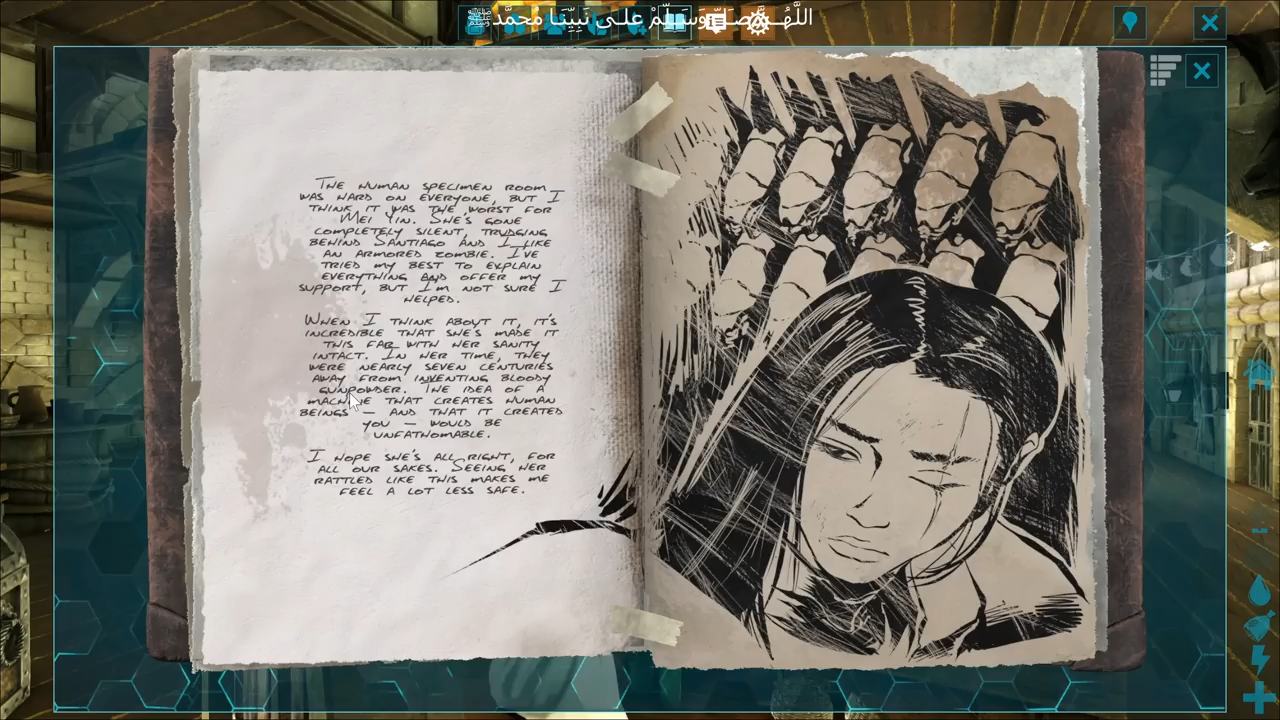 اللَّهُمَّ صَلِّ وَسَلِّمْ على نَبِيِّنَا مُحمَّد ﷺ
THE HUMAN SPECIMEN ROOM
WAS HARD ON EVERYONE, BUT I
THINK IT WAS THE WORST FOR
MEI YIN. SHE'S GONE
COMPLETELY SILENT, TRUDGING
BEHIND SANTIAGO AND I LIKE
AN ARMORED ZOMBIE. I'VE
TRIED MY BEST TO EXPLAIN
EVERYTHING AND OFFER MY
SUPPORT, BUT I'M NOT SURE I
HELPED.
WHEN I THINK ABOUT IT, IT'S
INCREDIBLE THAT SHE'S MADE IT
THIS FAR WITH HER SANITY
INTACT. IN HER TIME, THEY
WERE NEARLY SEVEN CENTURIES
AWAY FROM INVENTING BLOODY
GUNPOWDER. THE IDEA OF A
MACHINE THAT CREATES HUMAN
BEINGS — AND THAT IT CREATED
YOU — WOULD BE
UNFATHOMABLE.
I HOPE SHE'S ALL RIGHT, FOR
ALL OUR SAKES. SEEING HER
RATTLED LIKE THIS MAKES ME
FEEL A LOT LESS SAFE.